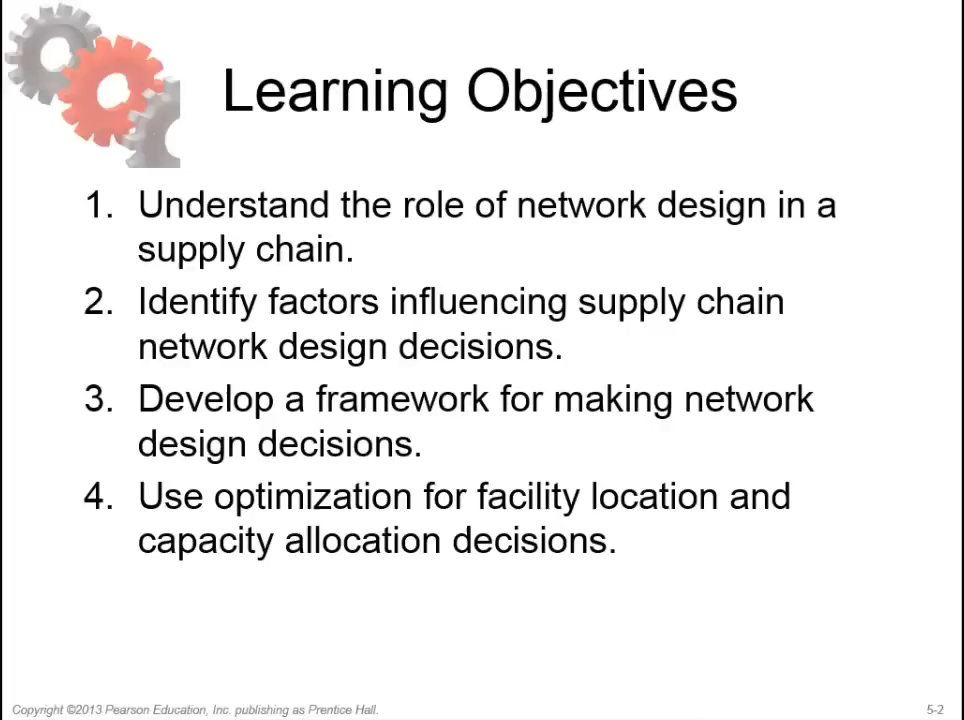 Learning Objectives
1. Understand the role of network design in a
supply chain.
2. Identify factors influencing supply chain
network design decisions.
3. Develop a framework for making network
design decisions.
4. Use optimization for facility location and
capacity allocation decisions.
Copyright ©2013 Pearson Education, Inc. publishing as Prentice Hall.
5-2